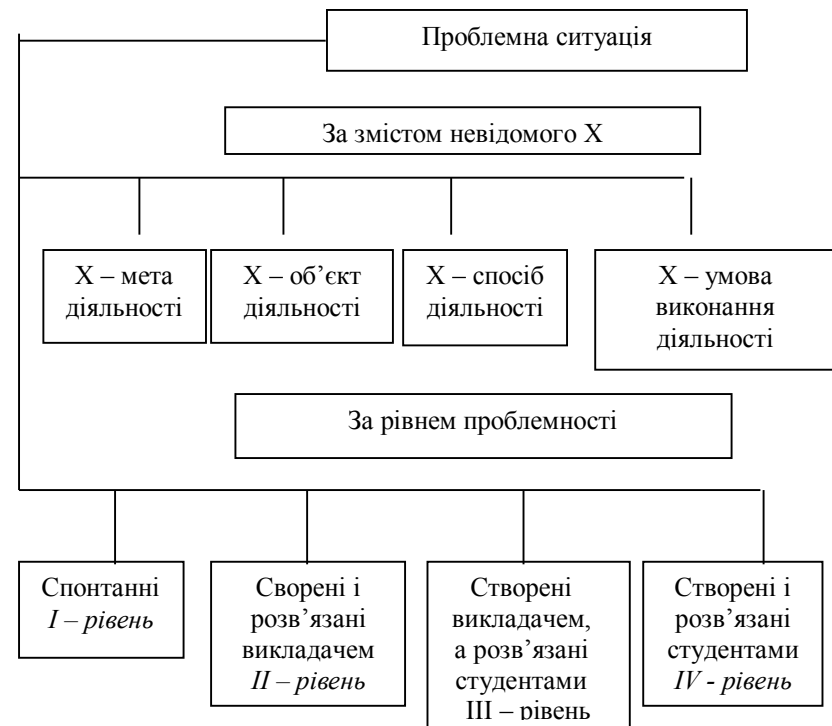 Проблемна ситуація
За змістом невідомого Х
Х – мета
діяльності
Х – об’єкт
діяльності
Х – спосіб
діяльності
Х – умова
виконання
діяльності
За рівнем проблемності
Спонтанні
I – рівень
Сворені і
розв’язані
викладачем
II – рівень
Створені
викладачем,
а розв’язані
студентами
III – рівень
Створені і
розв’язані
студентами
IV - рівень